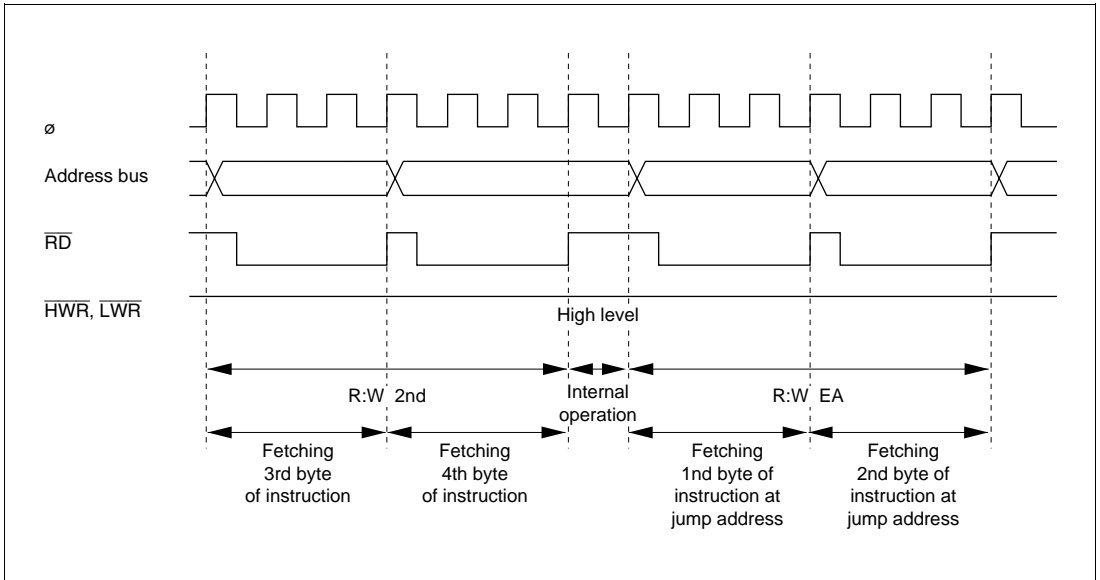 ø
Address bus
RD
HWR, LWR
High level
R:W 2nd
Internal
operation
R:W EA
Fetching
3rd byte
of instruction
Fetching
4th byte
of instruction
Fetching
1nd byte of
instruction at
jump address
Fetching
2nd byte of
instruction at
jump address